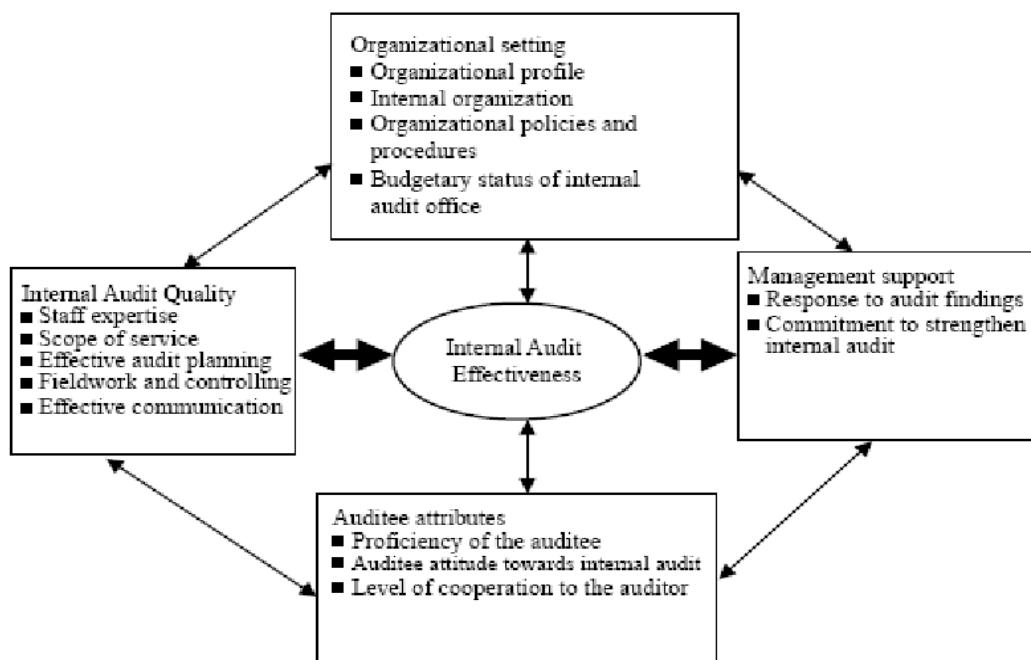 Organizational setting
■ Organizational profile
■ Internal organization
■ Organizational policies and
procedures
■ Budgetary status of internal
audit office
Internal Audit Quality
■ Staff expertise
■ Scope of service
■ Effective audit planning
■ Fieldwork and controlling
■ Effective communication
Internal Audit
Effectiveness
Management support
■ Response to audit findings
■ Commitment to strengthen
internal audit
Auditee attributes
■ Proficiency of the auditee
■ Auditee attitude towards internal audit
■ Level of cooperation to the auditor